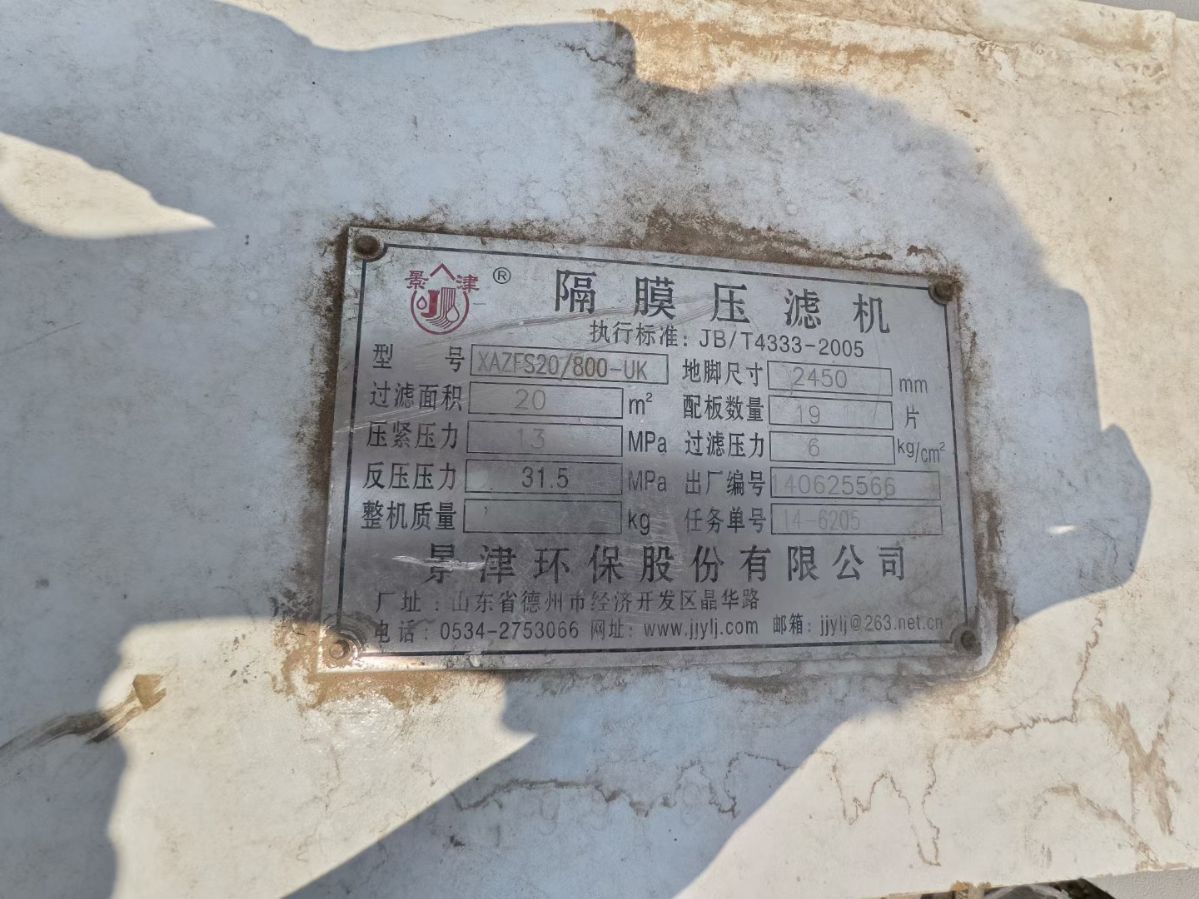 景津 ® 隔膜压滤机
执行标准: JB/T4333-2005
型号 XAZFS20/800-UK 地脚尺寸 2450 mm
过滤面积 20 m² 配板数量 19 片
压紧压力 13 MPa 过滤压力 6 kg/cm²
反压压力 31.5 MPa 出厂编号 140625566
整机质量 kg 任务单号 14-6205
景津环保股份有限公司
厂址: 山东省德州市经济开发区晶华路
电话: 0534-2753066 网址: www.jjylj.com 邮箱: jjylj@263.net.cn